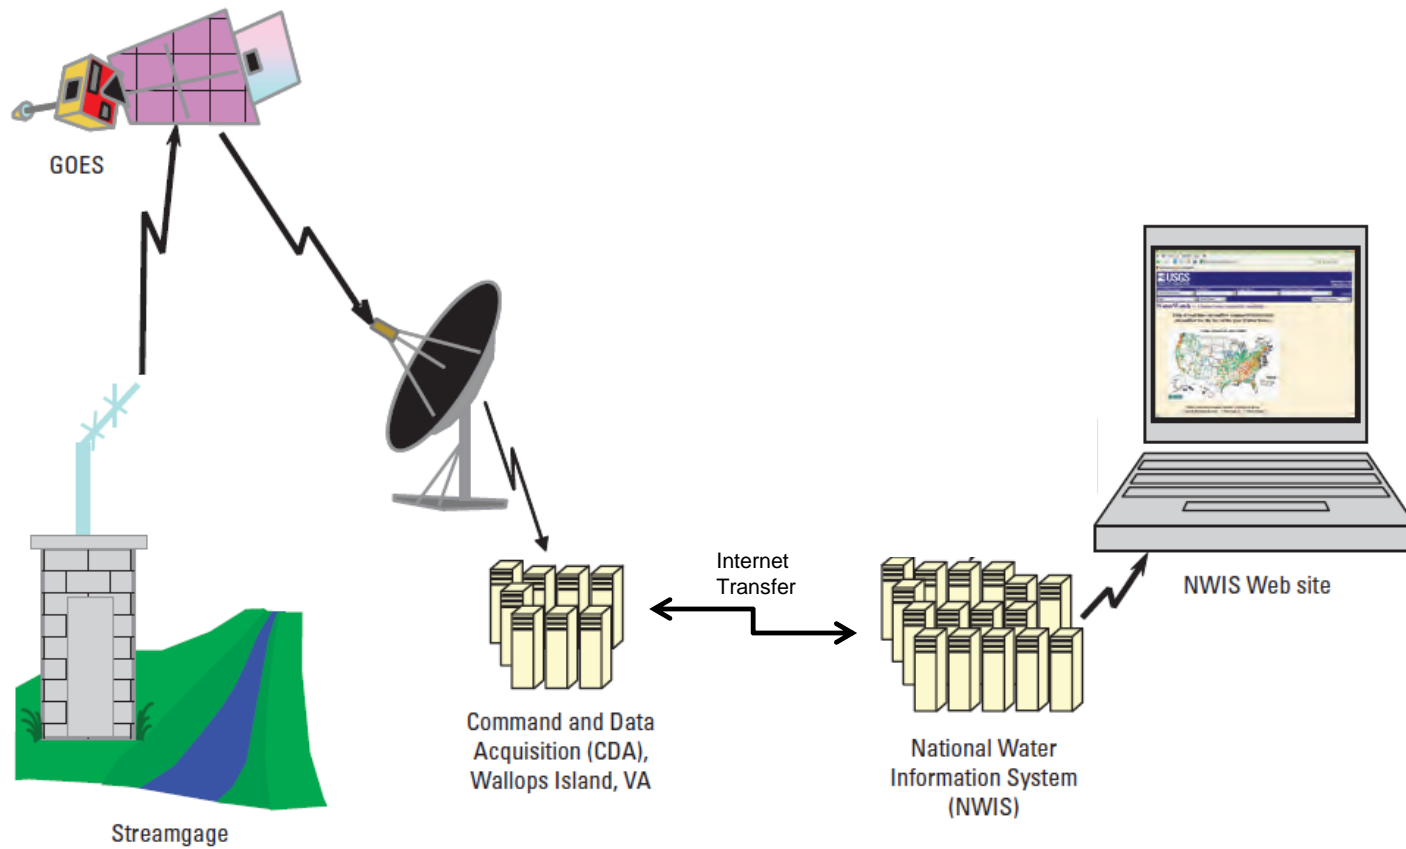 GOES
USGS
Internet
Transfer
NWIS Web site
Command and Data
Acquisition (CDA),
Wallops Island, VA
National Water
Information System
(NWIS)
Streamgage